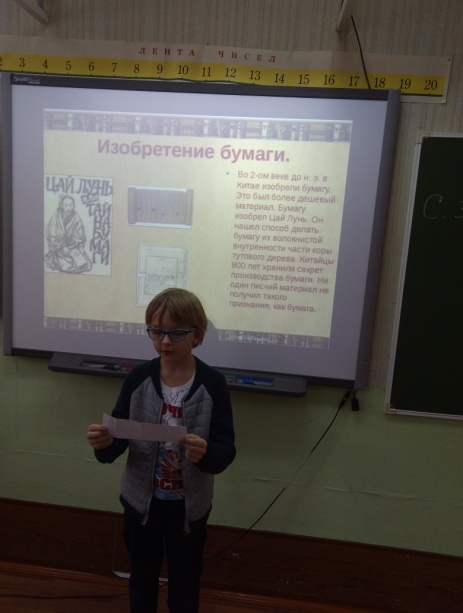 ЛЕНТА ЧИСЕЛ
2 3 4 5 6 7 8 9 10 11 12 13 14 15 16 17 18 19 20
Изобретение бумаги.
ЦАЙ ЛУНЬ
• Во 2-ом веке до н. э. в
Китае изобрели бумагу.
Это был более дешевый
материал. Бумагу
изобрел Цай Лунь. Он
нашел способ делать
бумагу из волокнистой
внутренности части коры
тутового дерева. Китайцы
800 лет хранили секрет
производства бумаги. Ни
один писчий материал не
получил такого
признания, как бумага.
С.